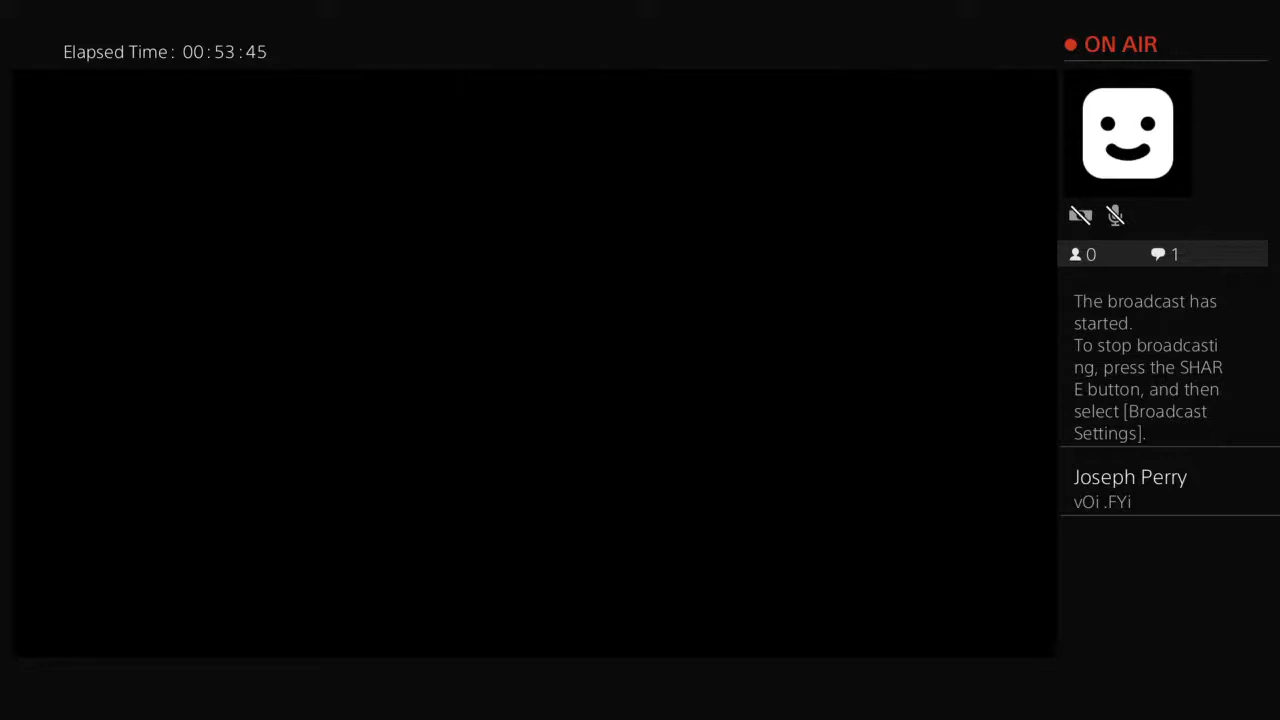 Elapsed Time: 00:53:45
ON AIR
0 1
The broadcast has
started.
To stop broadcasti
ng, press the SHAR
E button, and then
select [Broadcast
Settings].
Joseph Perry
vOi .FYi